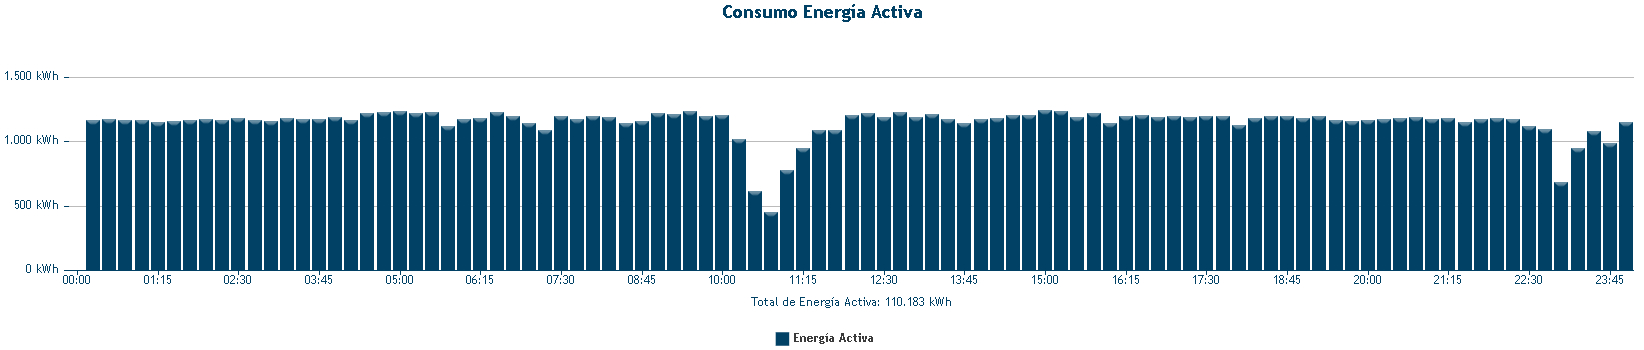 Consumo Energía Activa
1.500 kWh
1.000 kWh
500 kWh
0 kWh
00:00 01:15 02:30 03:45 05:00 06:15 07:30 08:45 10:00 11:15 12:30 13:45 15:00 16:15 17:30 18:45 20:00 21:15 22:30 23:45
Total de Energía Activa: 110.183 kWh
Energía Activa